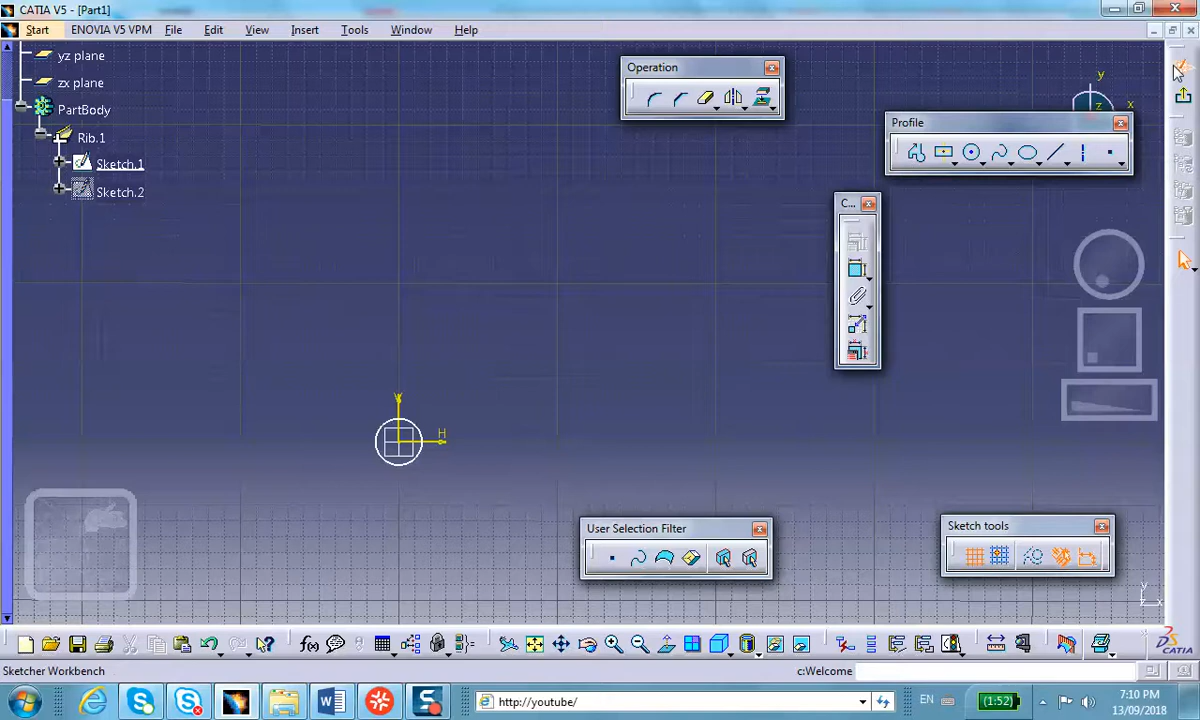 CATIA V5 - [Part1]
Start ENOVIA V5 VPM File Edit View Insert Tools Window Help
yz plane
zx plane
PartBody
Rib.1
Sketch.1
Sketch.2
Operation
y
z
x
Profile
C...
V
H
User Selection Filter
Sketch tools
y
z x
f(x)
CATIA
Sketcher Workbench
c:Welcome
http://youtube/
EN
(1:52)
7:10 PM
13/09/2018